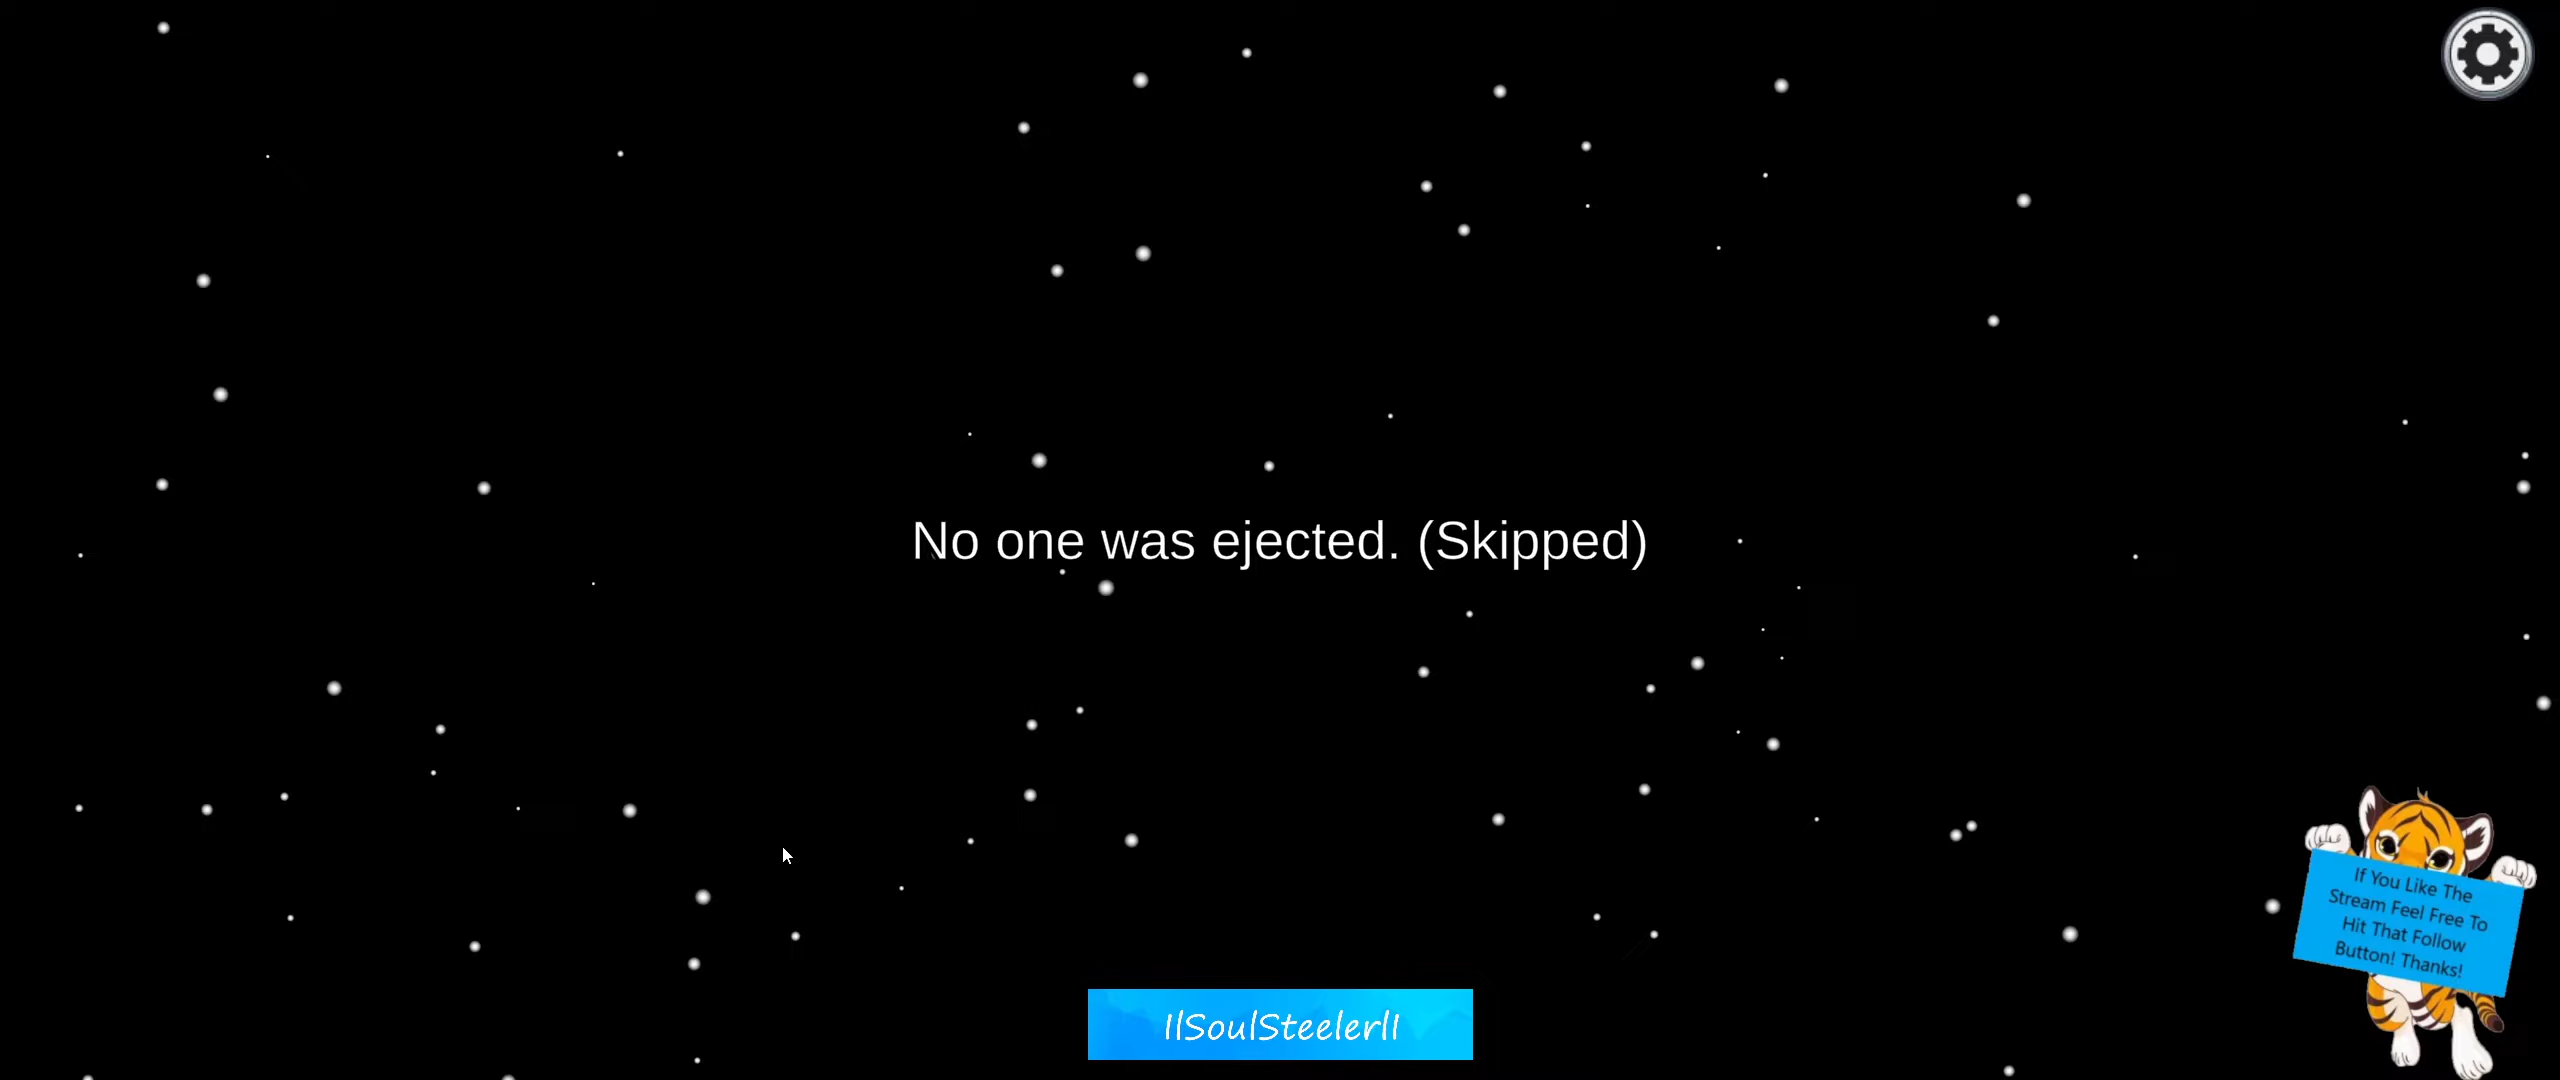 No one was ejected. (Skipped)
If You Like The
Stream Feel Free To
Hit That Follow
Button! Thanks!
IlSoulSteelerlI